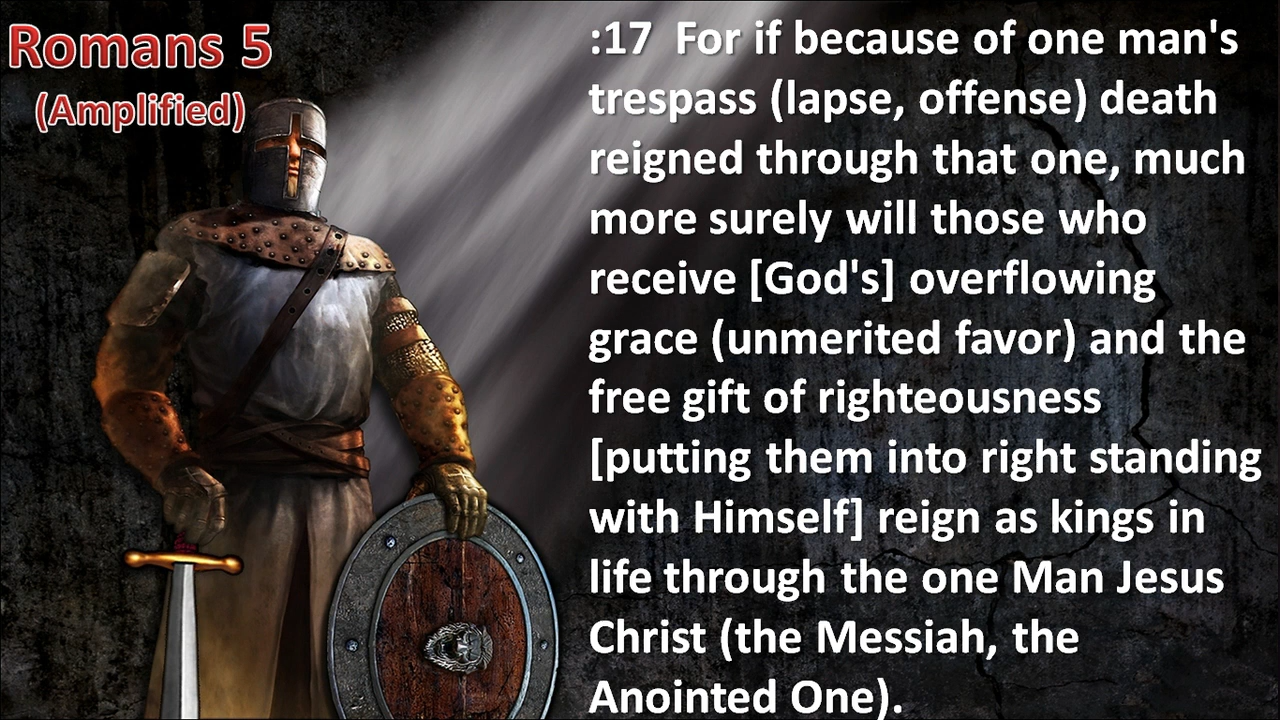 Romans 5
(Amplified)
:17  For if because of one man's
trespass (lapse, offense) death
reigned through that one, much
more surely will those who
receive [God's] overflowing
grace (unmerited favor) and the
free gift of righteousness
[putting them into right standing
with Himself] reign as kings in
life through the one Man Jesus
Christ (the Messiah, the
Anointed One).